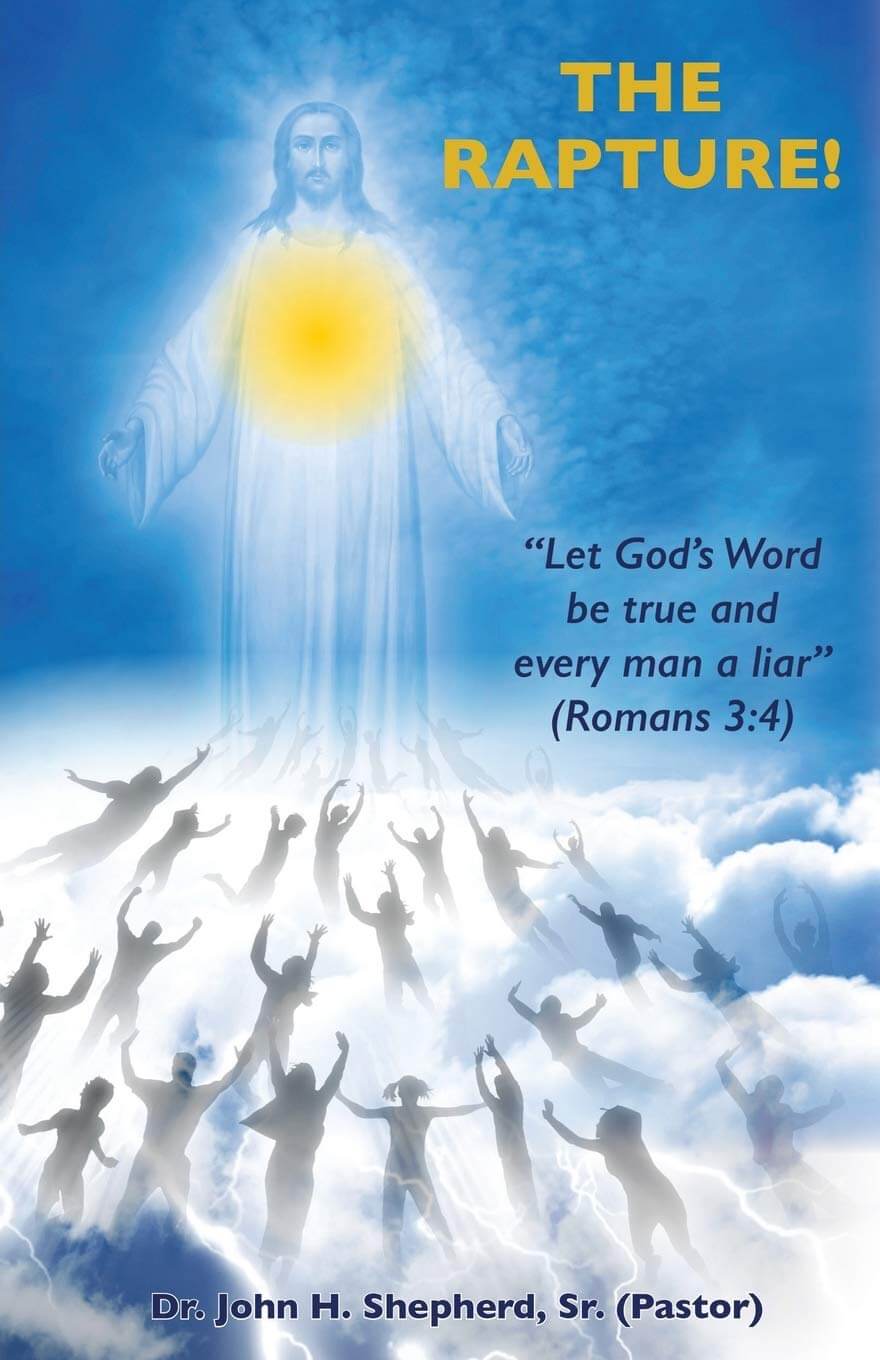 THE
RAPTURE!
“Let God’s Word
be true and
every man a liar”
(Romans 3:4)
Dr. John H. Shepherd, Sr. (Pastor)